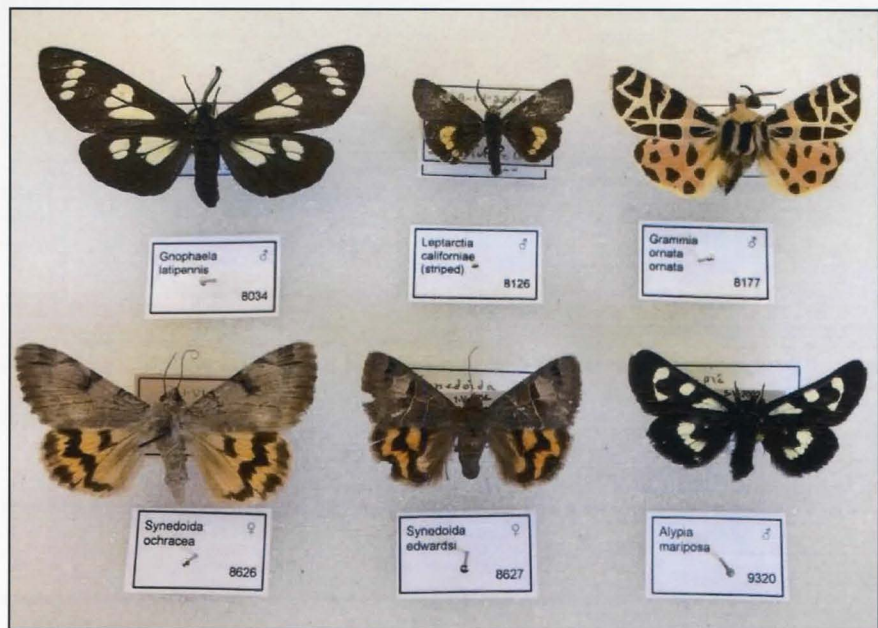 Gnophaela ♂
latipennis
8034
Leptarctia ♂
californiae
(striped)
8126
Grammia ♂
ornata
ornata
8177
nedoida
Synedoida ♀
ochracea
8626
Synedoida ♀
edwardsi
8627
Alypia ♂
mariposa
9320